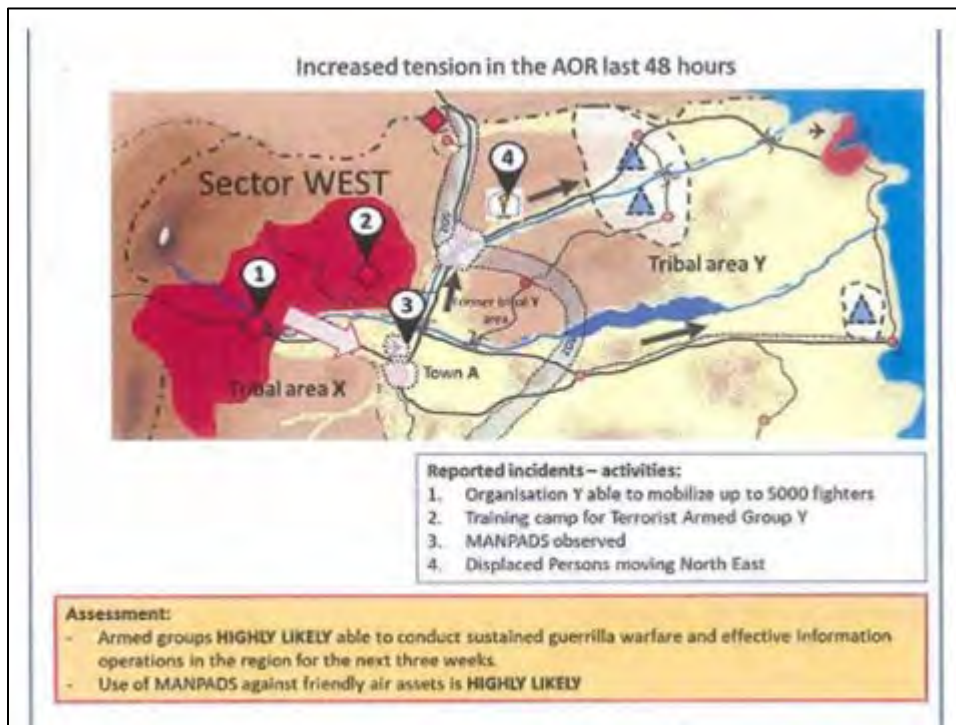 Increased tension in the AOR last 48 hours
4
Sector WEST
2
1
Tribal area Y
3
area
Town A
Tribal area X
Reported incidents – activities:
1. Organisation Y able to mobilize up to 5000 fighters
2. Training camp for Terrorist Armed Group Y
3. MANPADS observed
4. Displaced Persons moving North East
Assessment:
- Armed groups HIGHLY LIKELY able to conduct sustained guerrilla warfare and effective information
operations in the region for the next three weeks.
- Use of MANPADS against friendly air assets is HIGHLY LIKELY